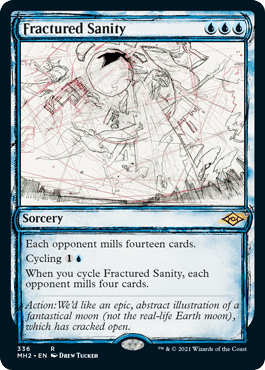 Fractured Sanity
Sorcery
Each opponent mills fourteen cards.
Cycling 1
When you cycle Fractured Sanity, each
opponent mills four cards.
Action: We'd like an epic, abstract illustration of a
fantastical moon (not the real-life Earth moon),
which has cracked open.
336 R
MH2 • EN DREW TUCKER
™ & © 2021 Wizards of the Coast